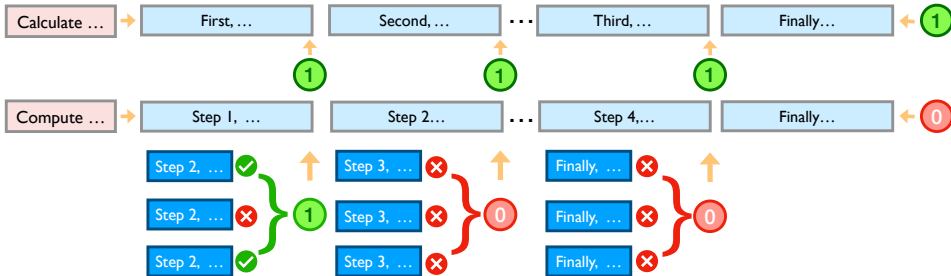 Calculate ... First, ... Second, ... ... Third, ... Finally... 1
1 1 1
Compute ... Step 1, ... Step 2... ... Step 4,... Finally... 0
Step 2, ... Step 3, ... Finally, ...
Step 2, ... 1 Step 3, ... 0 Finally, ... 0
Step 2, ... Step 3, ... Finally, ...